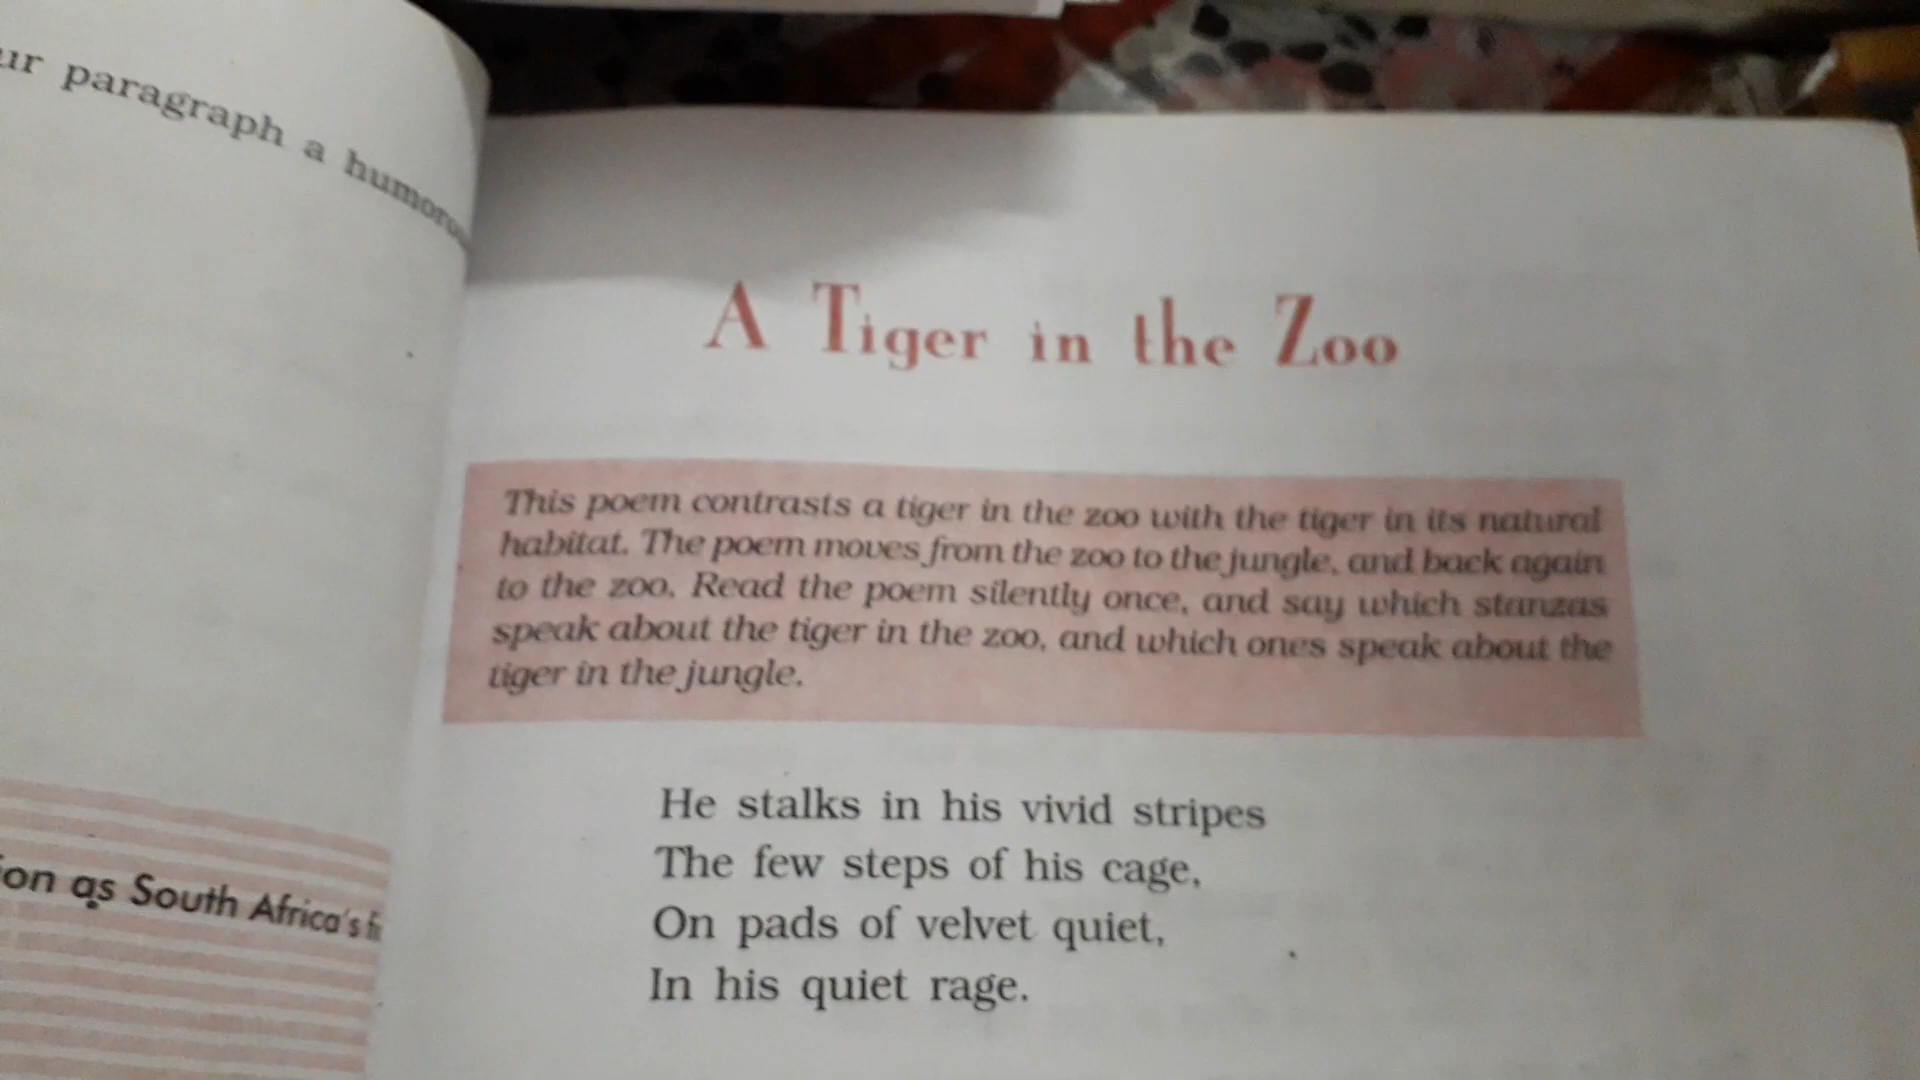 ur paragraph a humoro
ion as South Africa's fi
A Tiger in the Zoo
This poem contrasts a tiger in the zoo with the tiger in its natural
habitat. The poem moves from the zoo to the jungle, and back again
to the zoo. Read the poem silently once, and say which stanzas
speak about the tiger in the zoo, and which ones speak about the
tiger in the jungle.
He stalks in his vivid stripes
The few steps of his cage,
On pads of velvet quiet,
In his quiet rage.